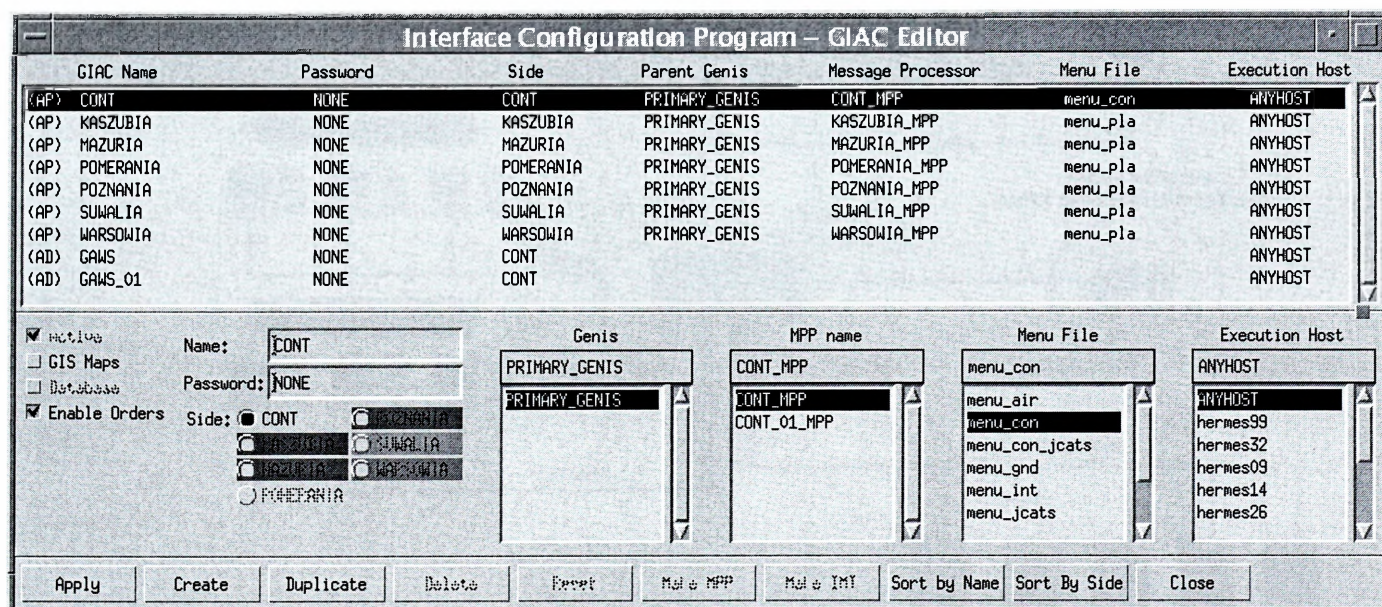 Interface Configuration Program – GIAC Editor
GIAC Name Password Side Parent Genis Message Processor Menu File Execution Host
(AP) CONT NONE CONT PRIMARY_GENIS CONT_MPP menu_con ANYHOST
(AP) KASZUBIA NONE KASZUBIA PRIMARY_GENIS KASZUBIA_MPP menu_pla ANYHOST
(AP) MAZURIA NONE MAZURIA PRIMARY_GENIS MAZURIA_MPP menu_pla ANYHOST
(AP) POMERANIA NONE POMERANIA PRIMARY_GENIS POMERANIA_MPP menu_pla ANYHOST
(AP) POZNANIA NONE POZNANIA PRIMARY_GENIS POZNANIA_MPP menu_pla ANYHOST
(AP) SUWALIA NONE SUWALIA PRIMARY_GENIS SUWALIA_MPP menu_pla ANYHOST
(AP) WARSOWIA NONE WARSOWIA PRIMARY_GENIS WARSOWIA_MPP menu_pla ANYHOST
(AD) GAWS NONE CONT ANYHOST
(AD) GAWS_01 NONE CONT ANYHOST
Active
GIS Maps
Database
Enable Orders
Name: CONT
Password: NONE
Side: CONT POZNANIA
KASZUBIA SUWALIA
MAZURIA WARSOWIA
POMERANIA
Genis
PRIMARY_GENIS
PRIMARY_GENIS
MPP name
CONT_MPP
CONT_MPP
CONT_01_MPP
Menu File
menu_con
menu_air
menu_con
menu_con_jcats
menu_gnd
menu_int
menu_jcats
Execution Host
ANYHOST
ANYHOST
hermes99
hermes32
hermes09
hermes14
hermes26
Apply Create Duplicate Delete Reset Make MPP Make IMT Sort by Name Sort By Side Close